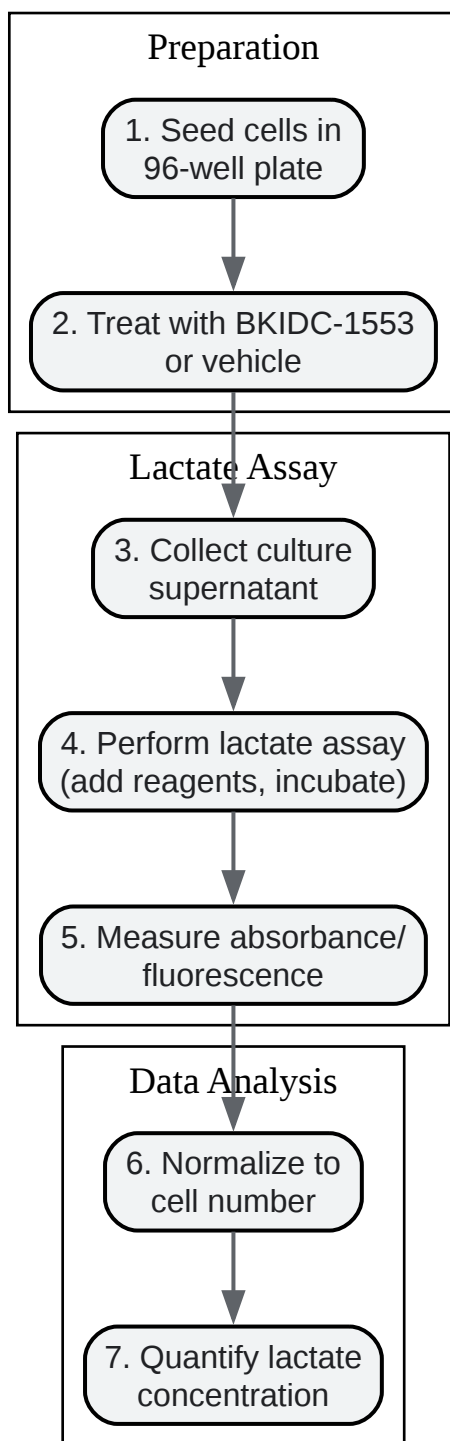 Preparation
1. Seed cells in
96-well plate
2. Treat with BKIDC-1553
or vehicle
Lactate Assay
3. Collect culture
supernatant
4. Perform lactate assay
(add reagents, incubate)
5. Measure absorbance/
fluorescence
Data Analysis
6. Normalize to
cell number
7. Quantify lactate
concentration